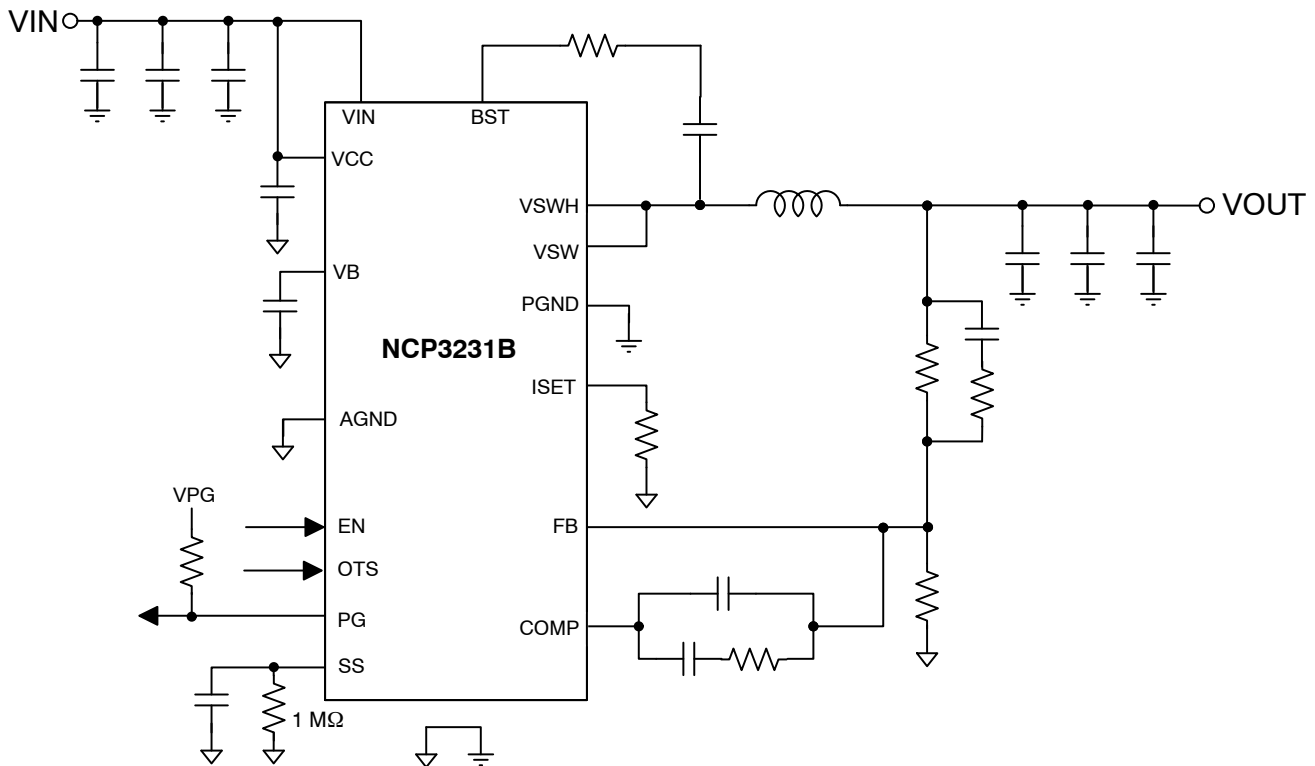 VIN
VIN
BST
VCC
VSWH
VOUT
VSW
VB
PGND
NCP3231B
ISET
AGND
VPG
EN
FB
OTS
PG
COMP
SS
1 MΩ